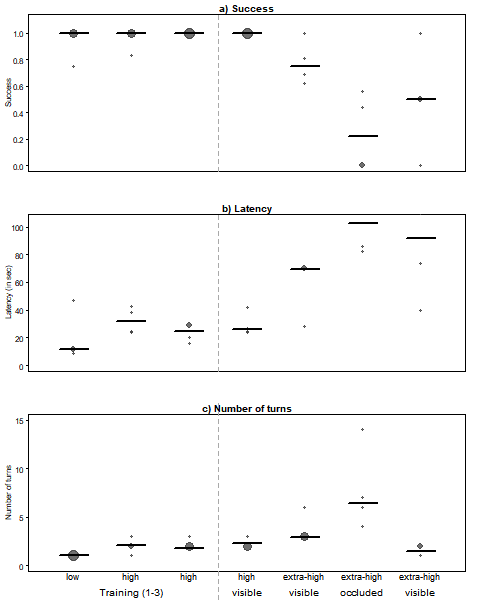 a) Success
1.0
0.8
0.6
0.4
0.2
0.0
Success
b) Latency
100
80
60
40
20
0
Latency (in sec)
c) Number of turns
15
10
5
0
Number of turns
low high high high extra-high extra-high extra-high
Training (1-3) visible visible occluded visible